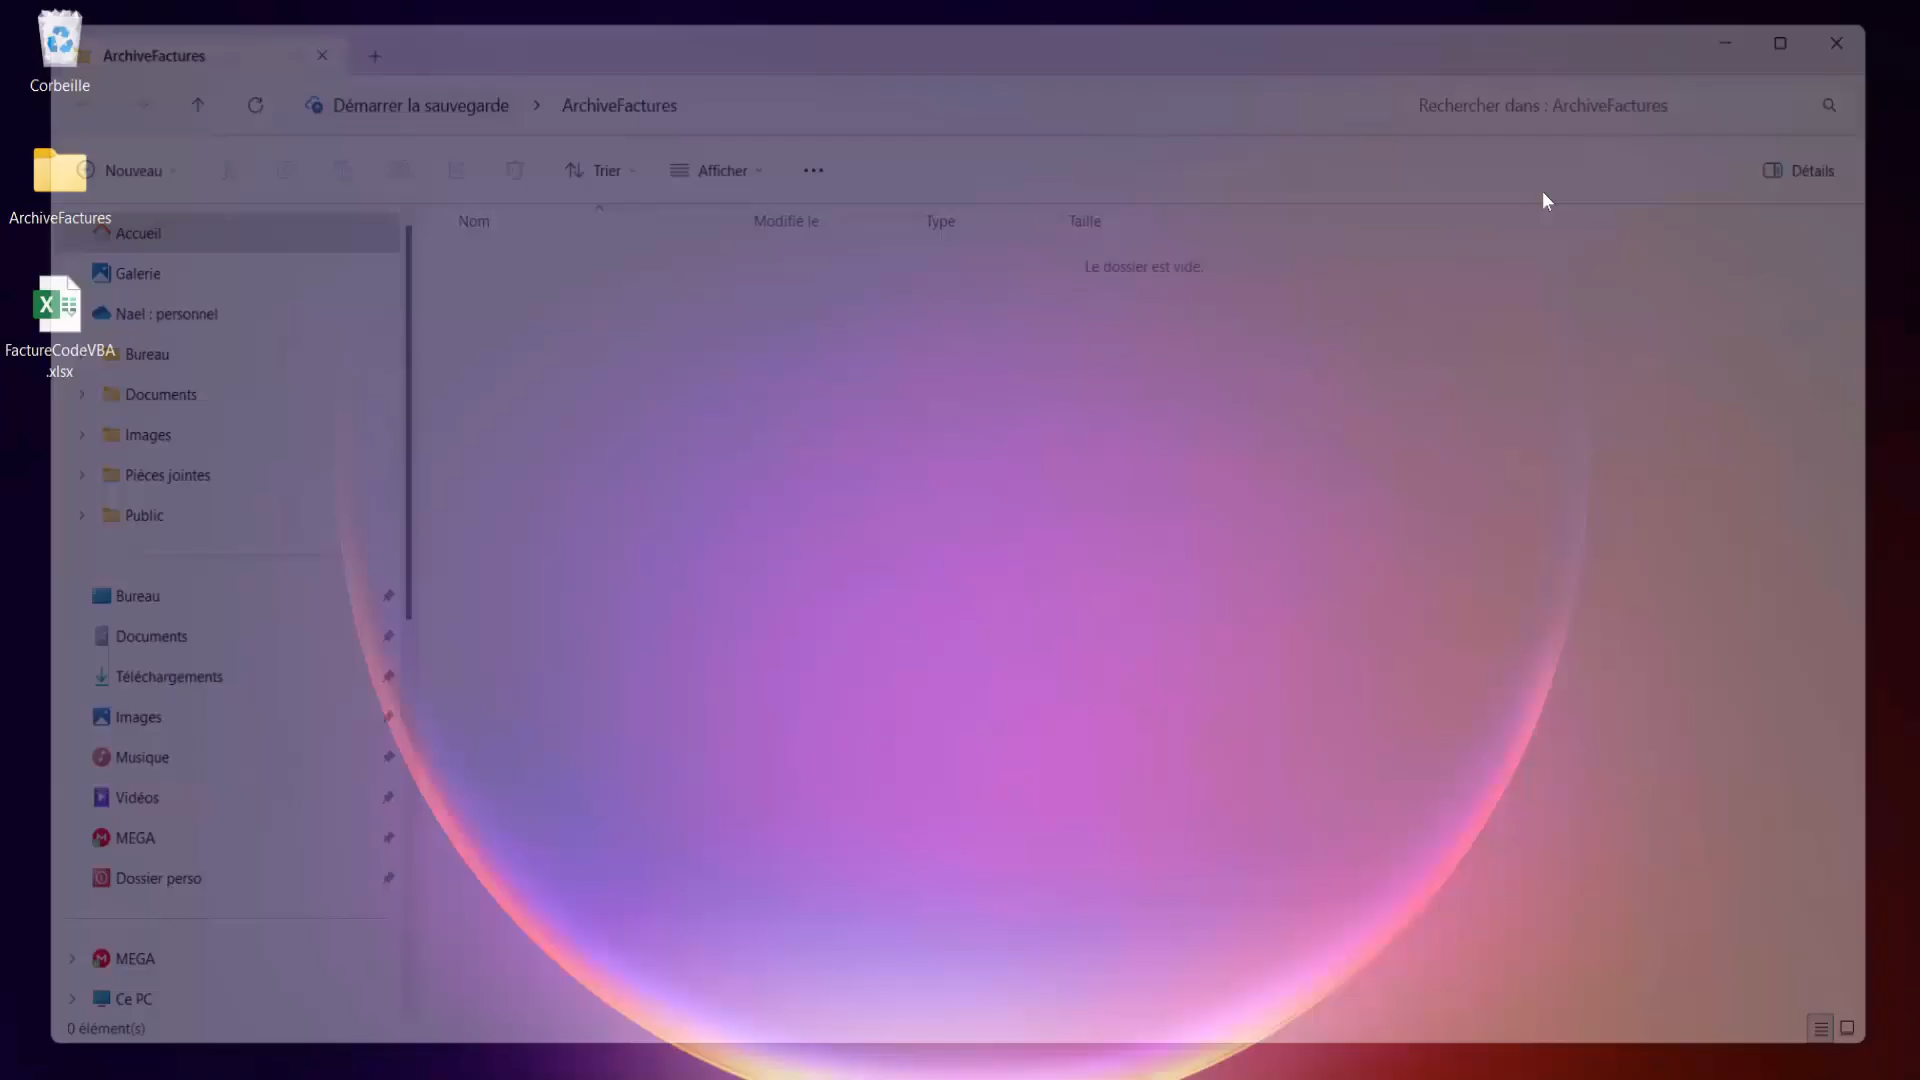 Corbeille
ArchiveFactures
FactureCodeVBA
.xlsx
ArchiveFactures
Démarrer la sauvegarde
ArchiveFactures
Rechercher dans : ArchiveFactures
Nouveau
Trier
Afficher
Détails
Nom
Modifié le
Type
Taille
Le dossier est vide.
Accueil
Galerie
Nael : personnel
Bureau
Documents
Images
Pièces jointes
Public
Bureau
Documents
Téléchargements
Images
Musique
Vidéos
MEGA
Dossier perso
MEGA
Ce PC
0 élément(s)